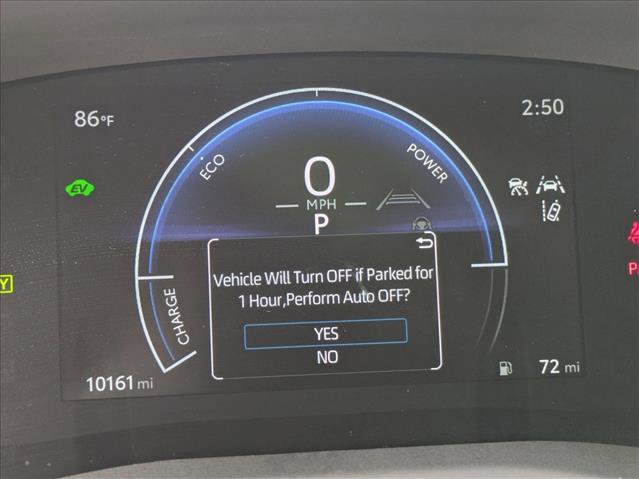 86°F
2:50
ECO
POWER
EV
0
MPH
P
Vehicle Will Turn OFF if Parked for
1 Hour,Perform Auto OFF?
YES
NO
CHARGE
10161 mi
72 mi
Y
P